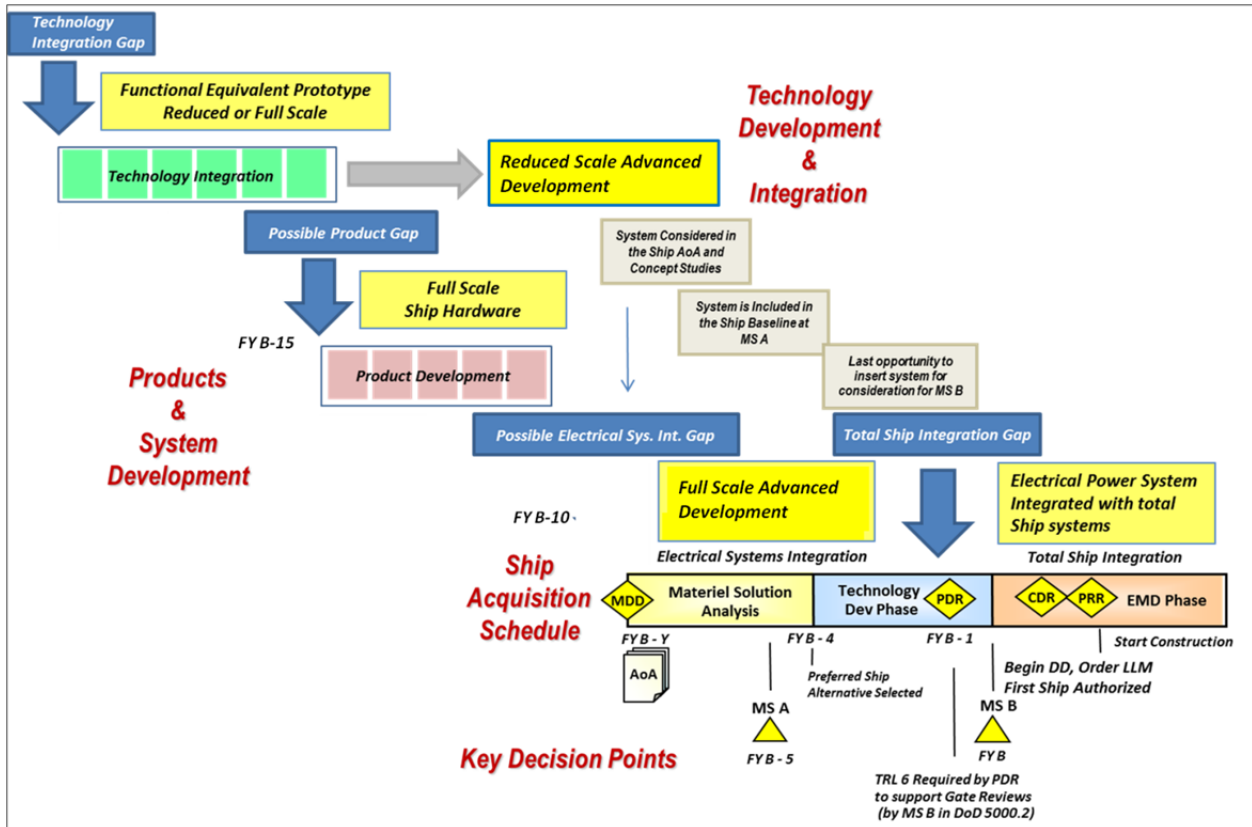 Technology
Integration Gap
Functional Equivalent Prototype
Reduced or Full Scale
Technology
Development
&
Integration
Technology Integration
Reduced Scale Advanced
Development
Possible Product Gap
System Considered in
the Ship AoA and
Concept Studies
Full Scale
Ship Hardware
System is Included in
the Ship Baseline at
MS A
FY B-15
Product Development
Last opportunity to
insert system for
consideration for MS B
Products
&
System
Development
Possible Electrical Sys. Int. Gap
Total Ship Integration Gap
Full Scale Advanced
Development
Electrical Power System
Integrated with total
Ship systems
FY B-10
Electrical Systems Integration
Total Ship Integration
Ship
Acquisition
Schedule
MDD
Materiel Solution
Analysis
Technology
Dev Phase
PDR
CDR
PRR
EMD Phase
FY B - Y
FY B - 4
FY B - 1
Start Construction
AoA
Preferred Ship
Alternative Selected
Begin DD, Order LLM
First Ship Authorized
MS A
MS B
Key Decision Points
FY B - 5
FY B
TRL 6 Required by PDR
to support Gate Reviews
(by MS B in DoD 5000.2)